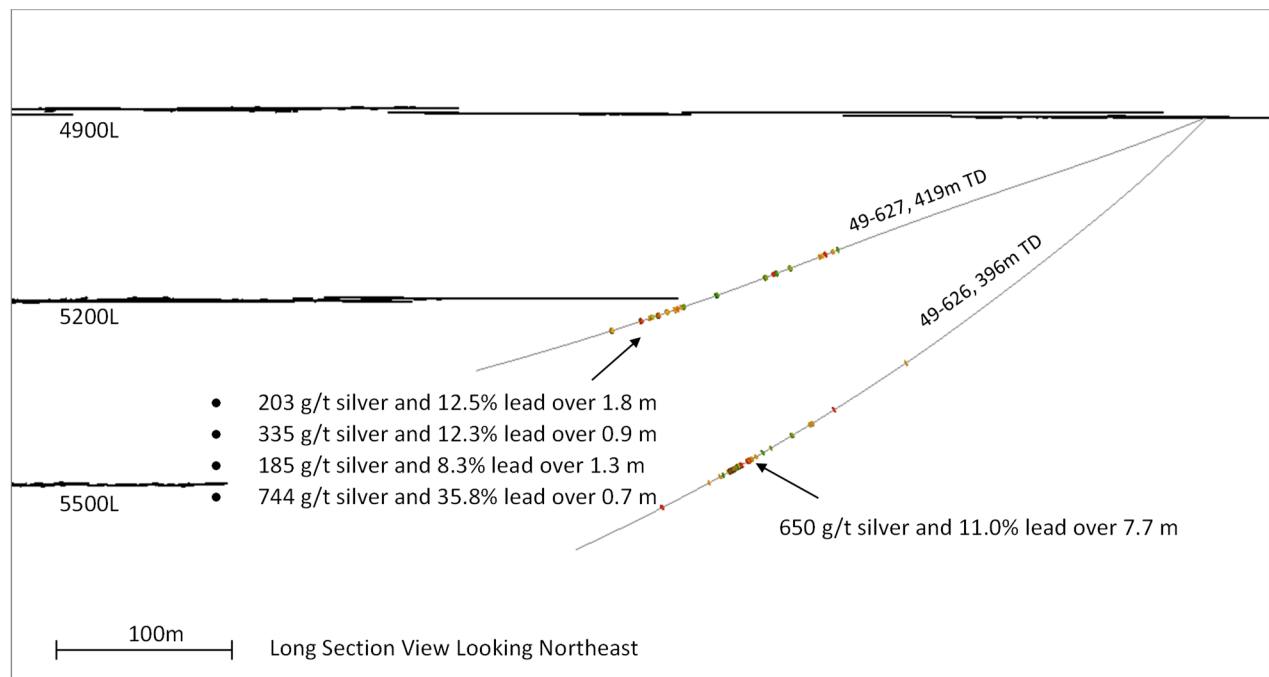 4900L
49-627, 419m TD
49-626, 396m TD
5200L
● 203 g/t silver and 12.5% lead over 1.8 m
● 335 g/t silver and 12.3% lead over 0.9 m
● 185 g/t silver and 8.3% lead over 1.3 m
● 744 g/t silver and 35.8% lead over 0.7 m
5500L
650 g/t silver and 11.0% lead over 7.7 m
100m
Long Section View Looking Northeast